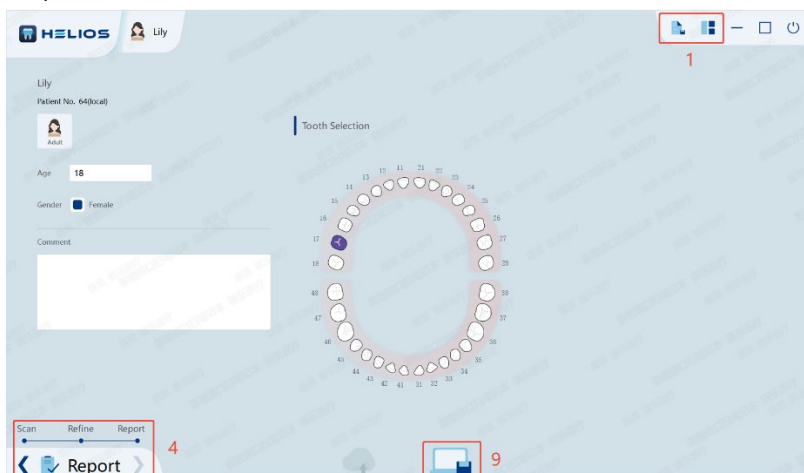 HELIOS
Lily
1
Lily
Patient No. 64(local)
Adult
Tooth Selection
Age 18
Gender Female
Comment
11 21
12 22
13 23
14 24
15 25
16 26
17 27
18 28
48 38
47 37
46 36
45 35
44 34
43 42 41 31 32 33
Scan Refine Report
4
Report
9